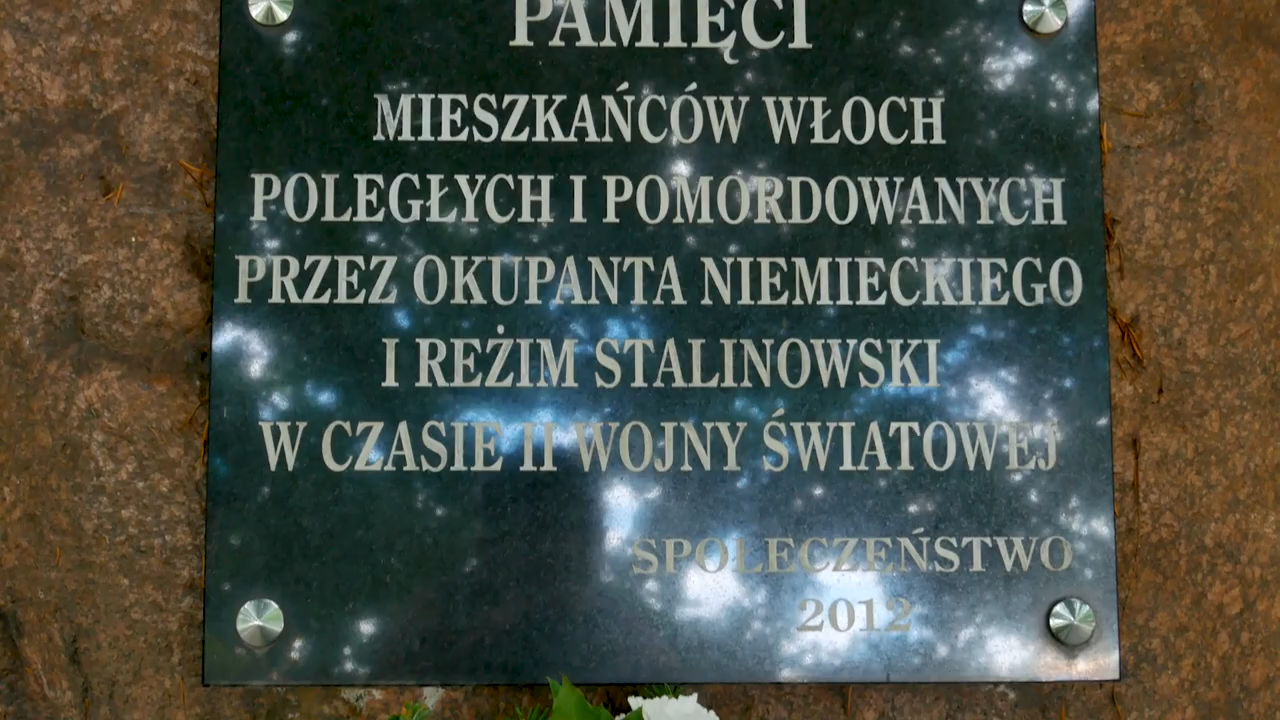 PAMIĘCI
MIESZKAŃCÓW WŁOCH
POLEGŁYCH I POMORDOWANYCH
PRZEZ OKUPANTA NIEMIECKIEGO
I REŻIM STALINOWSKI
W CZASIE II WOJNY ŚWIATOWEJ
SPOŁECZEŃSTWO
2012